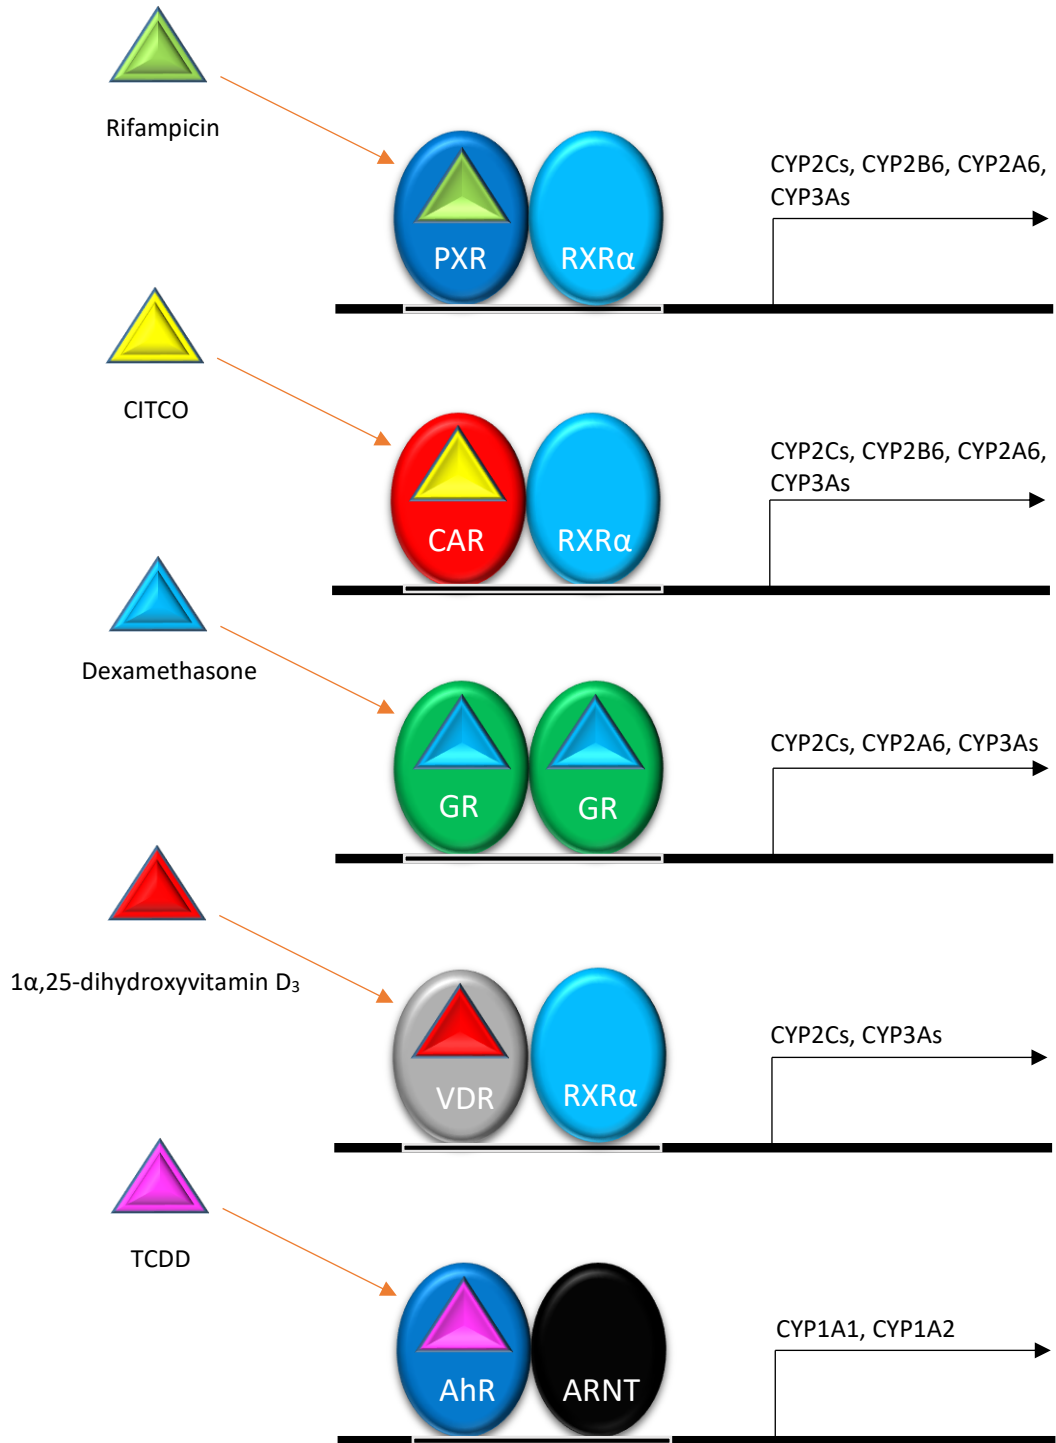 Rifampicin
PXR
RXRα
CYP2Cs, CYP2B6, CYP2A6,
CYP3As
CITCO
CAR
RXRα
CYP2Cs, CYP2B6, CYP2A6,
CYP3As
Dexamethasone
GR
GR
CYP2Cs, CYP2A6, CYP3As
1α,25-dihydroxyvitamin D₃
VDR
RXRα
CYP2Cs, CYP3As
TCDD
AhR
ARNT
CYP1A1, CYP1A2